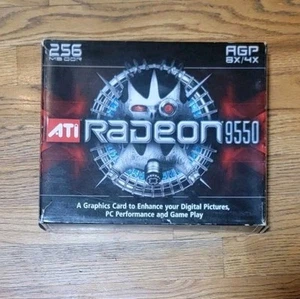 256
MB DDR
AGP
8X/4X
ATI RADEON 9550
A Graphics Card to Enhance your Digital Pictures,
PC Performance and Game Play